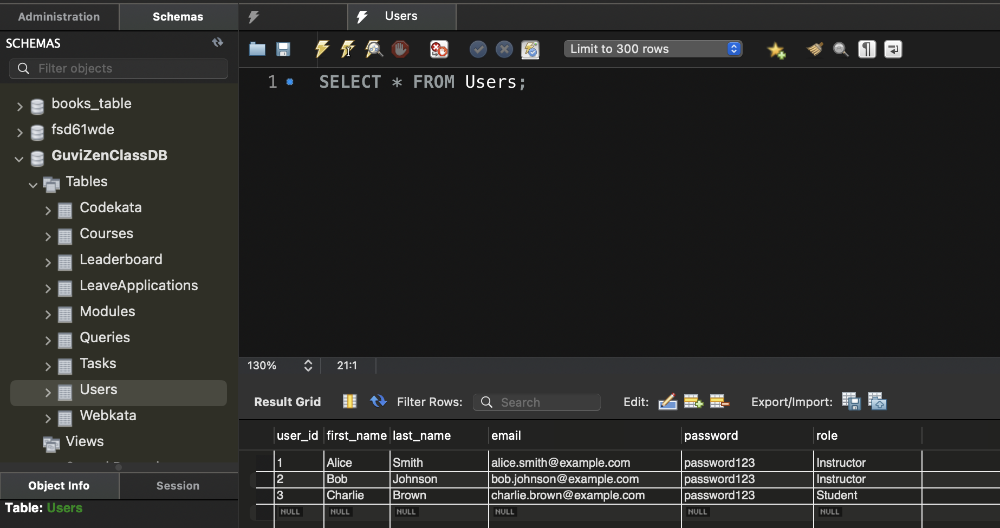 Administration
Schemas
Users
SCHEMAS
Filter objects
Limit to 300 rows
1 SELECT * FROM Users;
books_table
fsd61wde
GuviZenClassDB
Tables
Codekata
Courses
Leaderboard
LeaveApplications
Modules
Queries
Tasks
Users
Webkata
Views
130%
21:1
Result Grid
Filter Rows:
Search
Edit:
Export/Import:
user_id first_name last_name email password role
1 Alice Smith alice.smith@example.com password123 Instructor
2 Bob Johnson bob.johnson@example.com password123 Instructor
3 Charlie Brown charlie.brown@example.com password123 Student
NULL NULL NULL NULL NULL NULL
Object Info
Session
Table: Users